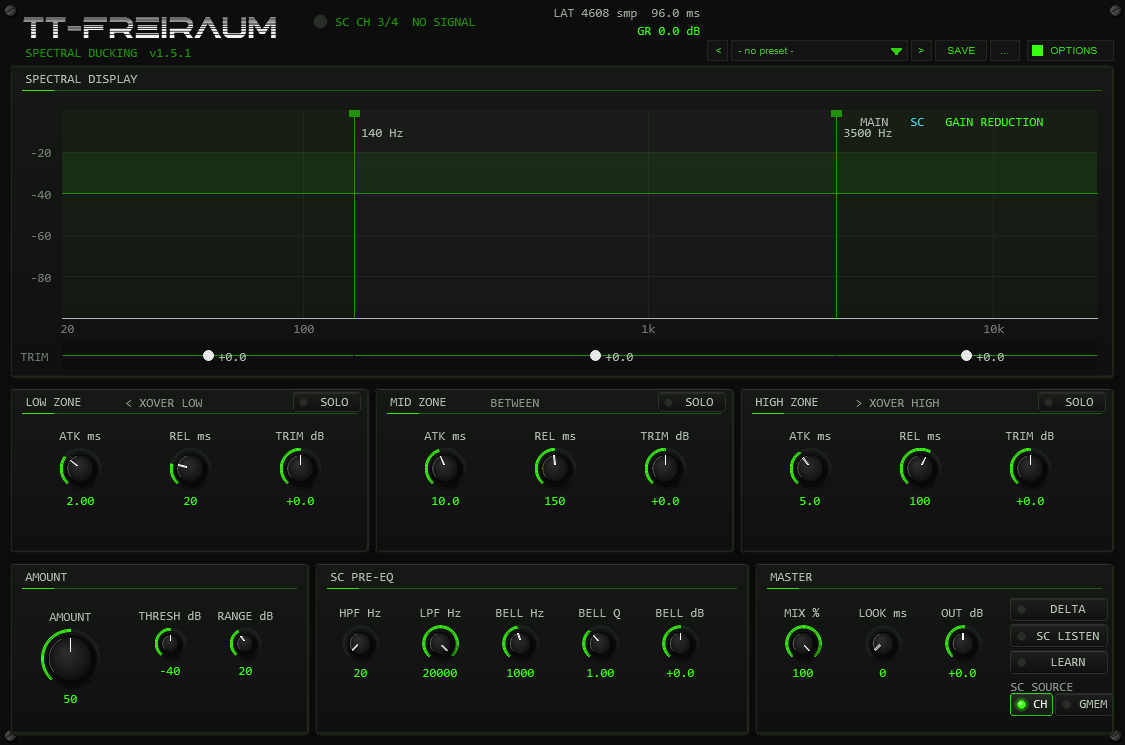 TT-FREIRAUM
SPECTRAL DUCKING v1.5.1
SC CH 3/4 NO SIGNAL
LAT 4608 smp 96.0 ms
GR 0.0 dB
< - no preset - > SAVE ... OPTIONS
SPECTRAL DISPLAY
MAIN SC GAIN REDUCTION
140 Hz 3500 Hz
-20
-40
-60
-80
20 100 1k 10k
TRIM +0.0 +0.0 +0.0
LOW ZONE < XOVER LOW SOLO
ATK ms REL ms TRIM dB
2.00 20 +0.0
MID ZONE BETWEEN SOLO
ATK ms REL ms TRIM dB
10.0 150 +0.0
HIGH ZONE > XOVER HIGH SOLO
ATK ms REL ms TRIM dB
5.0 100 +0.0
AMOUNT
AMOUNT THRESH dB RANGE dB
50 -40 20
SC PRE-EQ
HPF Hz LPF Hz BELL Hz BELL Q BELL dB
20 20000 1000 1.00 +0.0
MASTER
MIX % LOOK ms OUT dB
100 0 +0.0
DELTA
SC LISTEN
LEARN
SC SOURCE
CH GMEM